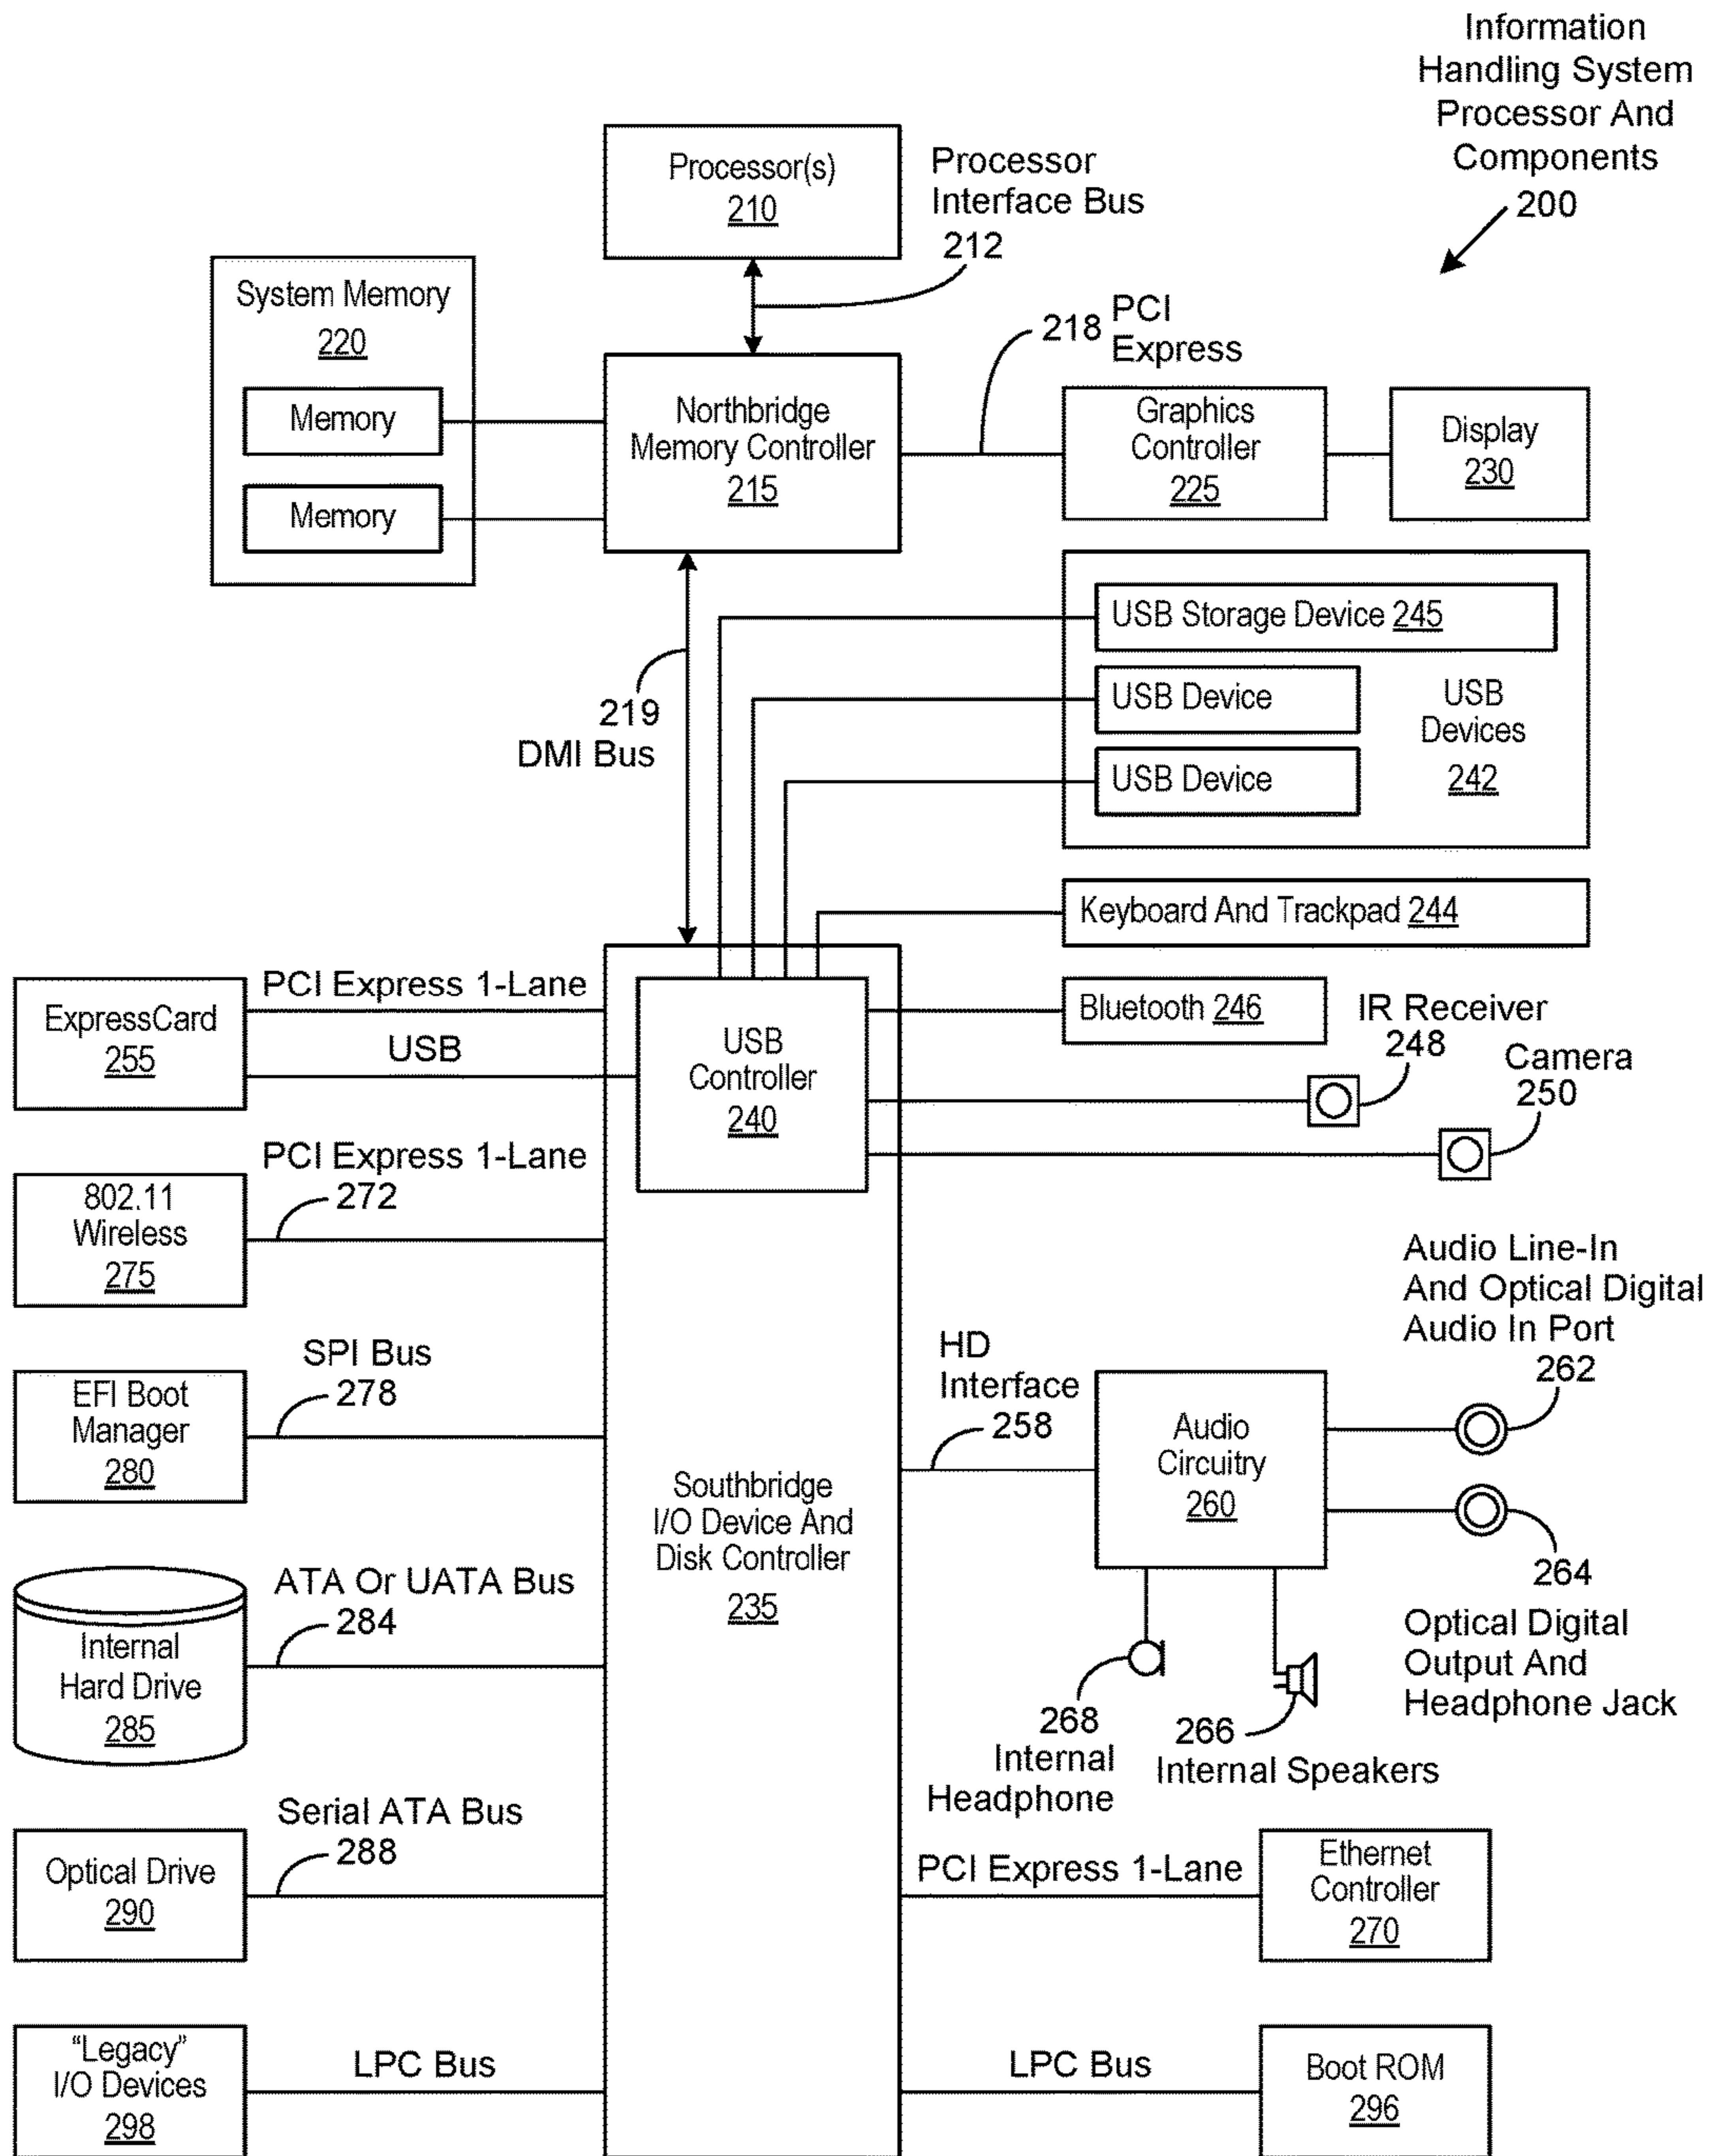 Information
Handling System
Processor And
Components
200
Processor(s)
210
Processor
Interface Bus
212
System Memory
220
Memory
Memory
Northbridge
Memory Controller
215
218
PCI
Express
Graphics
Controller
225
Display
230
USB Storage Device 245
USB Device
USB Device
USB
Devices
242
219
DMI Bus
Keyboard And Trackpad 244
ExpressCard
255
PCI Express 1-Lane
USB
USB
Controller
240
Bluetooth 246
IR Receiver
248
Camera
250
802.11
Wireless
275
PCI Express 1-Lane
272
EFI Boot
Manager
280
SPI Bus
278
Southbridge
I/O Device And
Disk Controller
235
HD
Interface
258
Audio
Circuitry
260
Audio Line-In
And Optical Digital
Audio In Port
262
264
Optical Digital
Output And
Headphone Jack
268
Internal
Headphone
266
Internal Speakers
Internal
Hard Drive
285
ATA Or UATA Bus
284
Optical Drive
290
Serial ATA Bus
288
PCI Express 1-Lane
Ethernet
Controller
270
"Legacy"
I/O Devices
298
LPC Bus
LPC Bus
Boot ROM
296